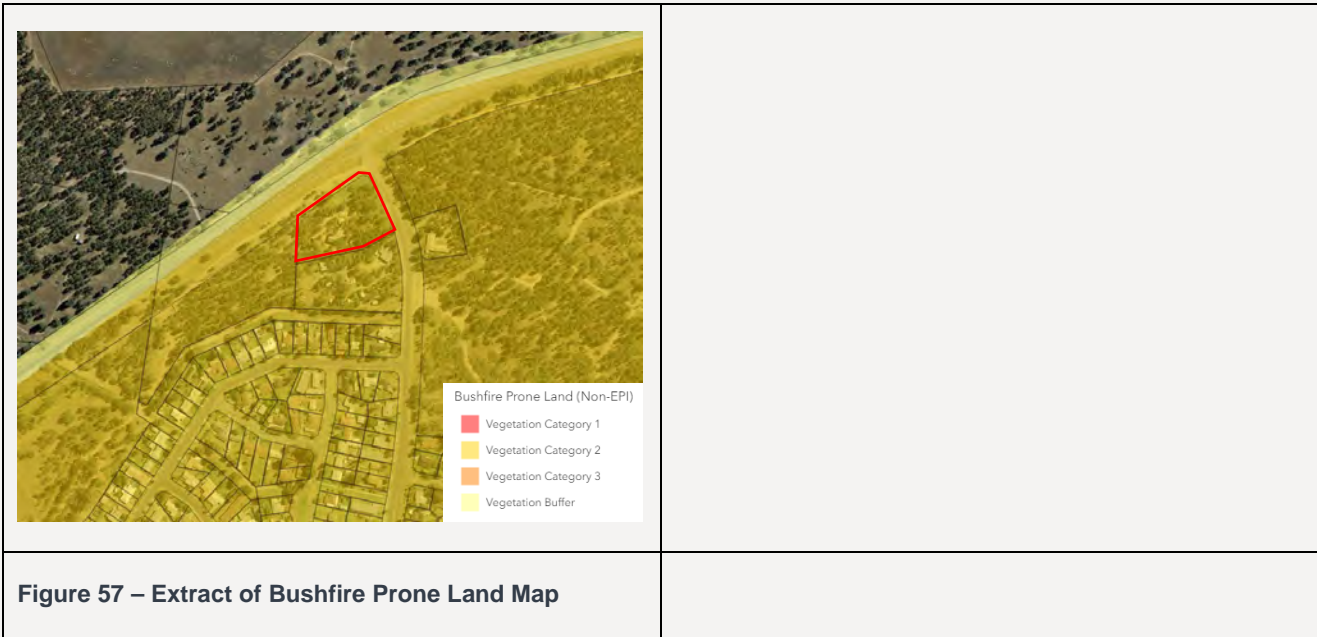 Bushfire Prone Land (Non-EPI)
Vegetation Category 1
Vegetation Category 2
Vegetation Category 3
Vegetation Buffer
Figure 57 – Extract of Bushfire Prone Land Map